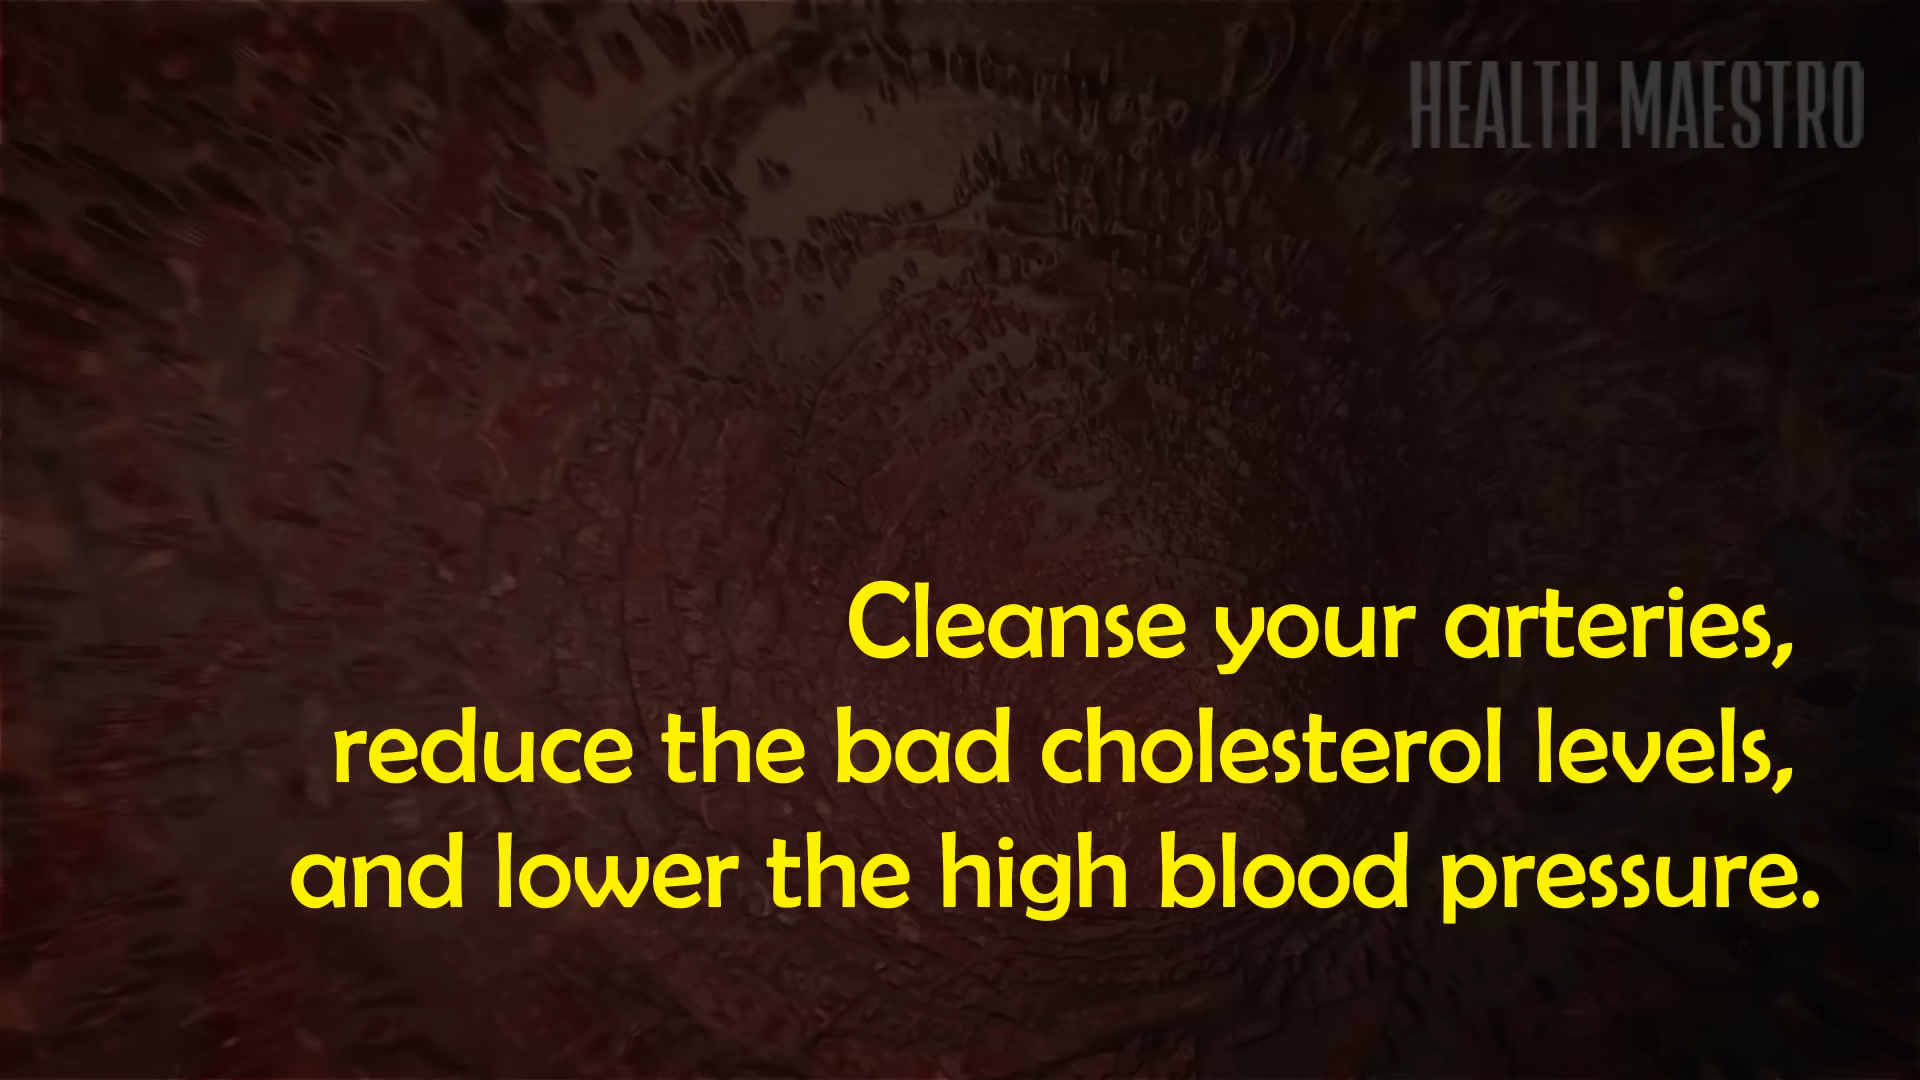 HEALTH MAESTRO
Cleanse your arteries,
reduce the bad cholesterol levels,
and lower the high blood pressure.